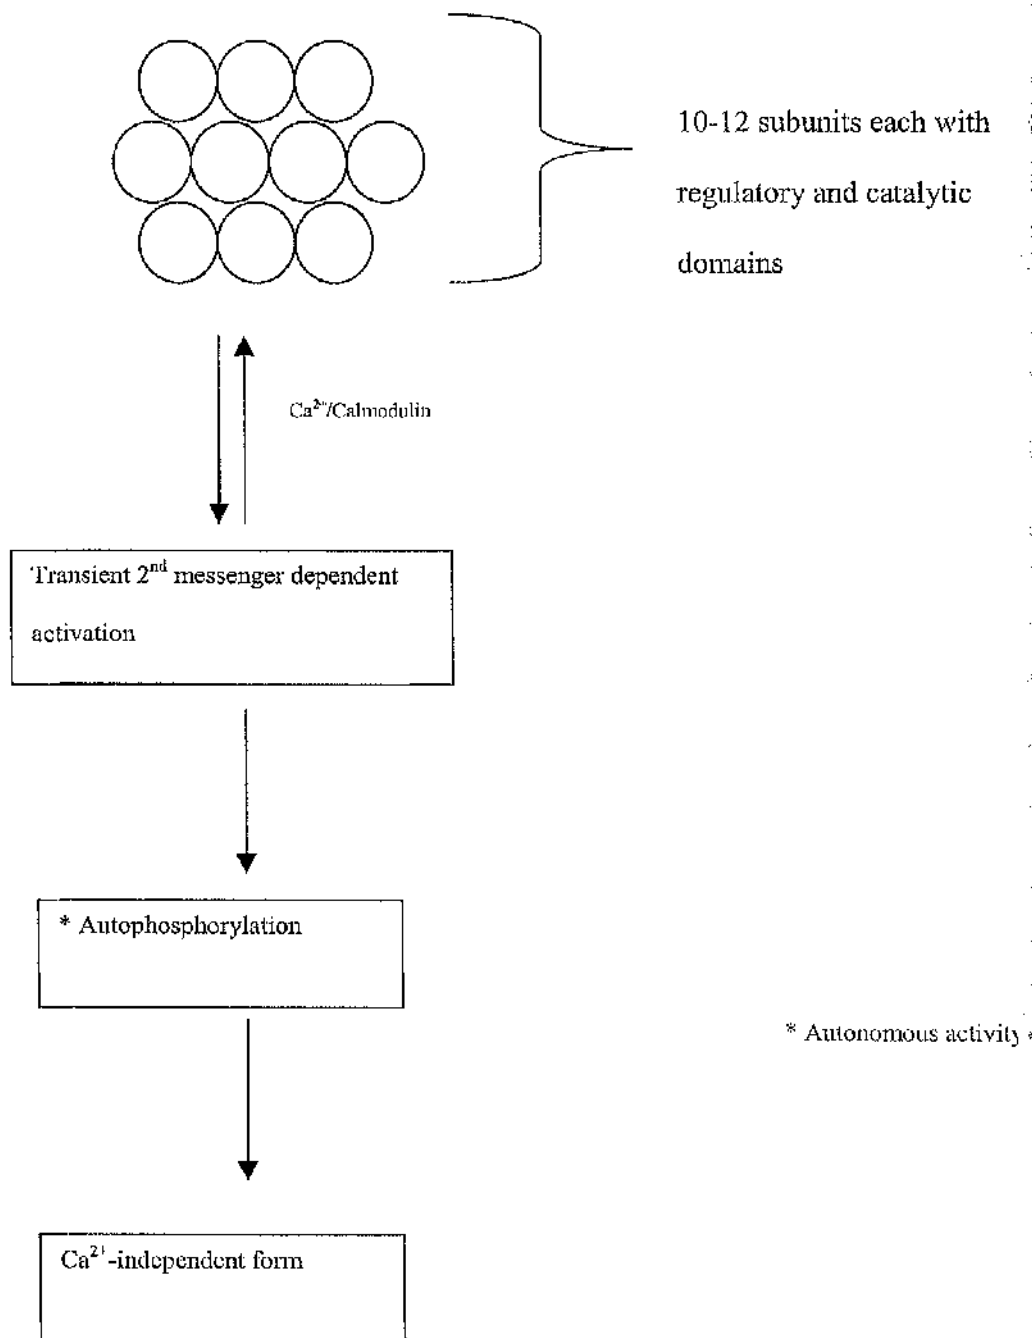 10-12 subunits each with
regulatory and catalytic
domains
Ca²⁺/Calmodulin
Transient 2ⁿᵈ messenger dependent
activation
* Autophosphorylation
* Autonomous activity
Ca²⁺-independent form